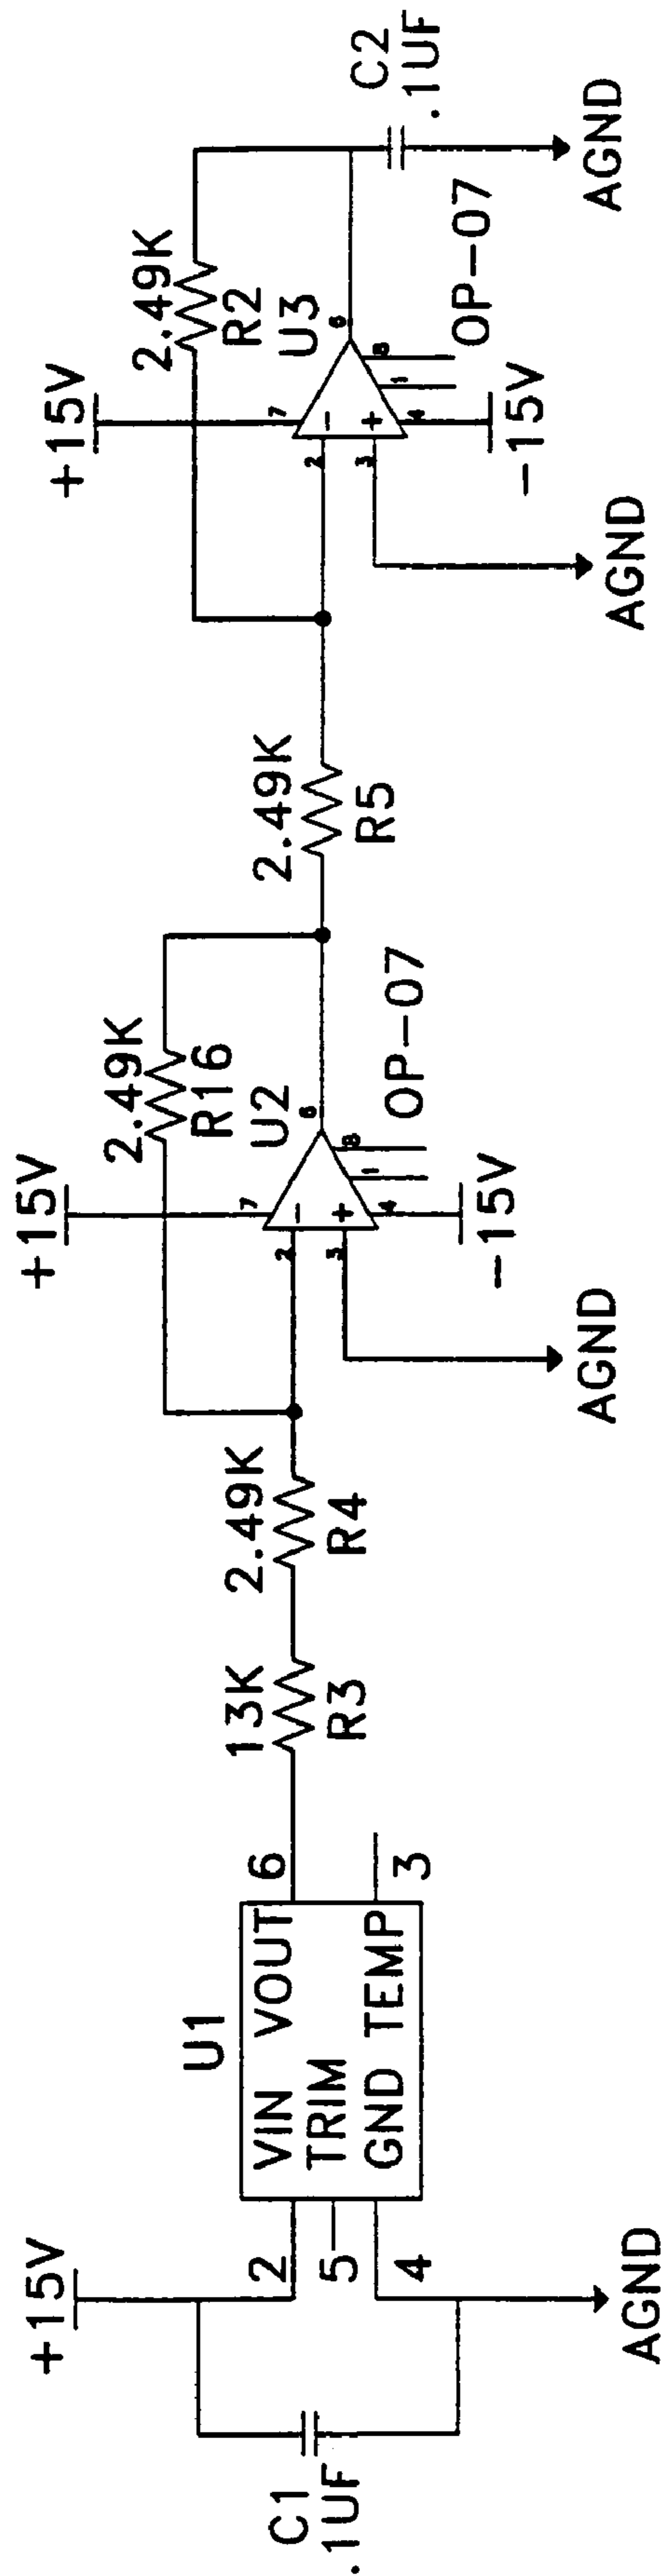 C1
.1UF
+15V
AGND
U1
VIN VOUT
TRIM
GND TEMP
2
5
4
6
3
13K
R3
2.49K
R4
AGND
+15V
-15V
2.49K
R16
U2
OP-07
2
3
7
4
1
8
6
2.49K
R5
AGND
+15V
-15V
2.49K
R2
U3
OP-07
2
3
7
4
1
8
6
C2
.1UF
AGND